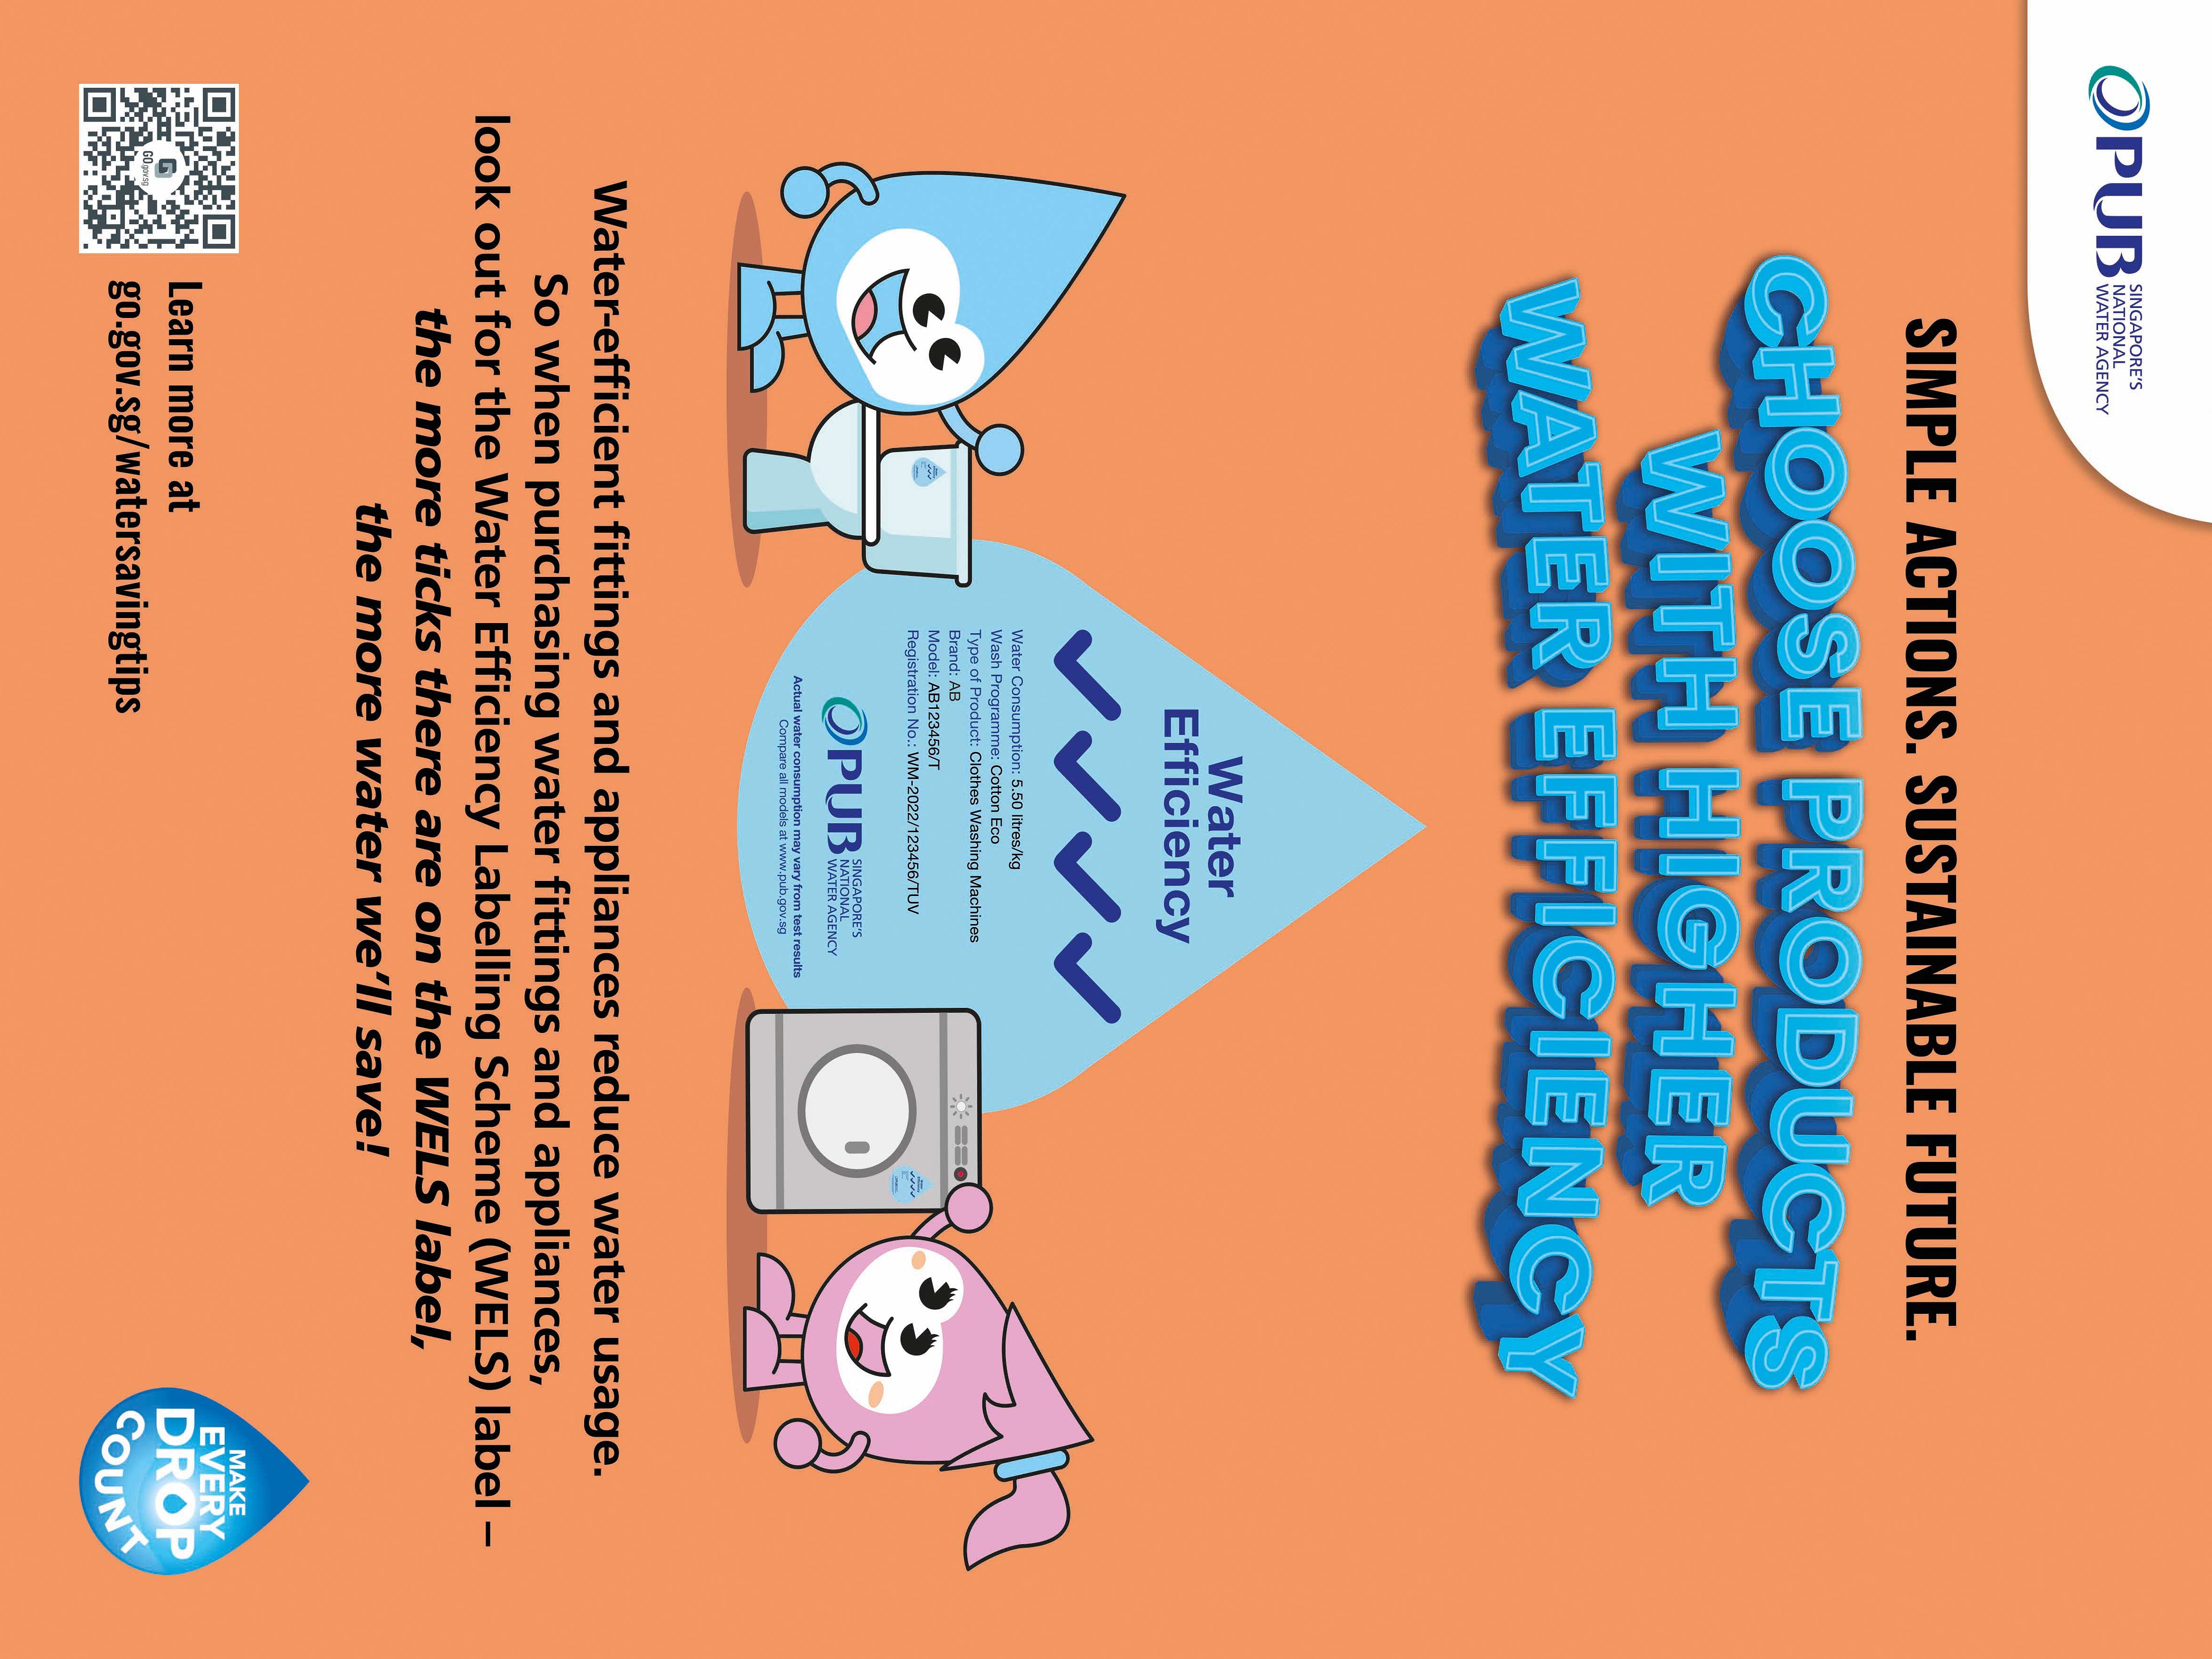 PUB SINGAPORE'S
NATIONAL
WATER AGENCY
SIMPLE ACTIONS. SUSTAINABLE FUTURE.
CHOOSE PRODUCTS
WITH HIGHER
WATER EFFICIENCY
Water
Efficiency
Water Consumption: 5.50 litres/kg
Wash Programme: Cotton Eco
Type of Product: Clothes Washing Machines
Brand: AB
Model: AB123456/T
Registration No.: WM-2022/123456/TUV
PUB SINGAPORE'S
NATIONAL
WATER AGENCY
Actual water consumption may vary from test results
Compare all models at www.pub.gov.sg
Water-efficient fittings and appliances reduce water usage.
So when purchasing water fittings and appliances,
look out for the Water Efficiency Labelling Scheme (WELS) label –
the more ticks there are on the WELS label,
the more water we’ll save!
GO.gov.sg
Learn more at
go.gov.sg/watersavingtips
MAKE
EVERY
DROP
COUNT